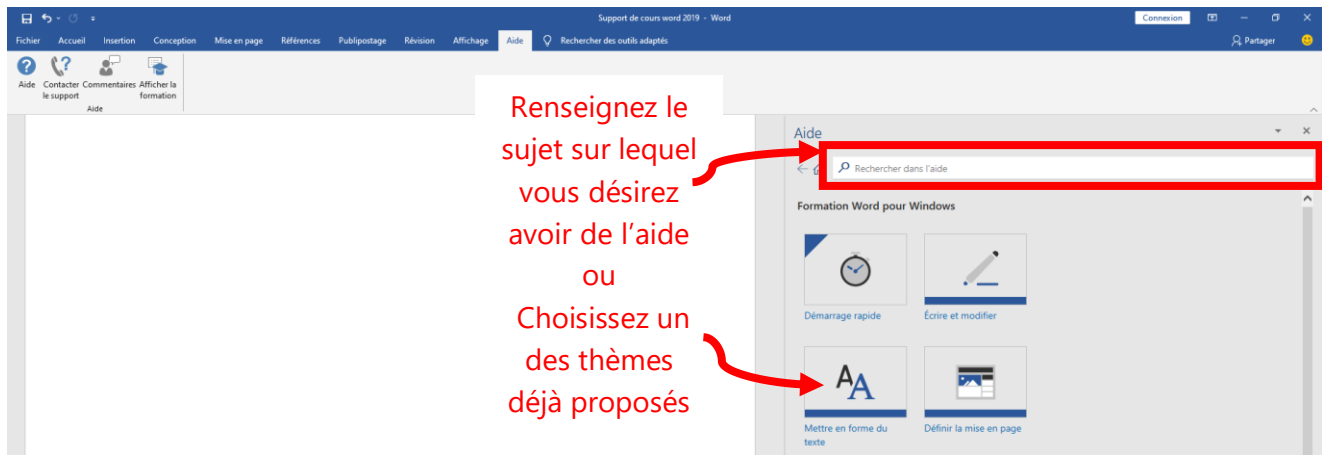 Support de cours word 2019 - Word
Connexion
Fichier Accueil Insertion Conception Mise en page Références Publipostage Révision Affichage Aide Rechercher des outils adaptés
Partager
Aide
Contacter le support
Commentaires
Afficher la formation
Aide
Renseignez le
sujet sur lequel
vous désirez
avoir de l’aide
ou
Choisissez un
des thèmes
déjà proposés
Aide
Rechercher dans l'aide
Formation Word pour Windows
Démarrage rapide
Écrire et modifier
Mettre en forme du
texte
Définir la mise en page